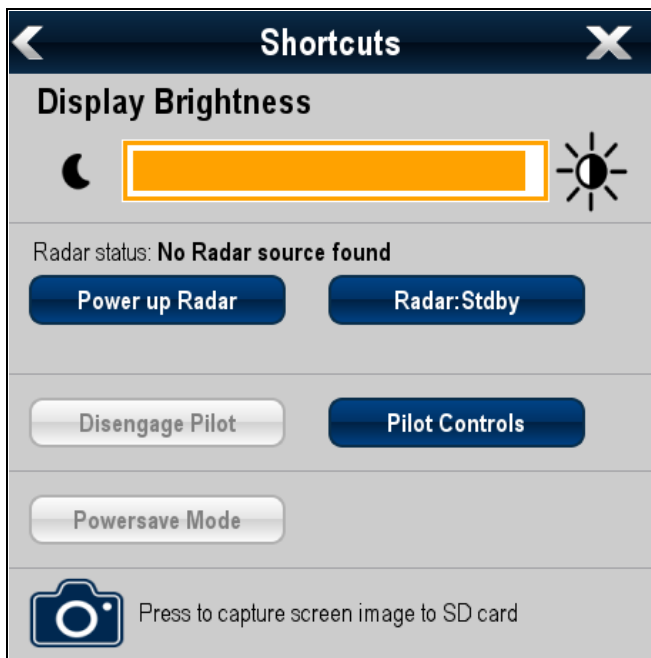 Shortcuts
Display Brightness
Radar status: No Radar source found
Power up Radar
Radar:Stdby
Disengage Pilot
Pilot Controls
Powersave Mode
Press to capture screen image to SD card